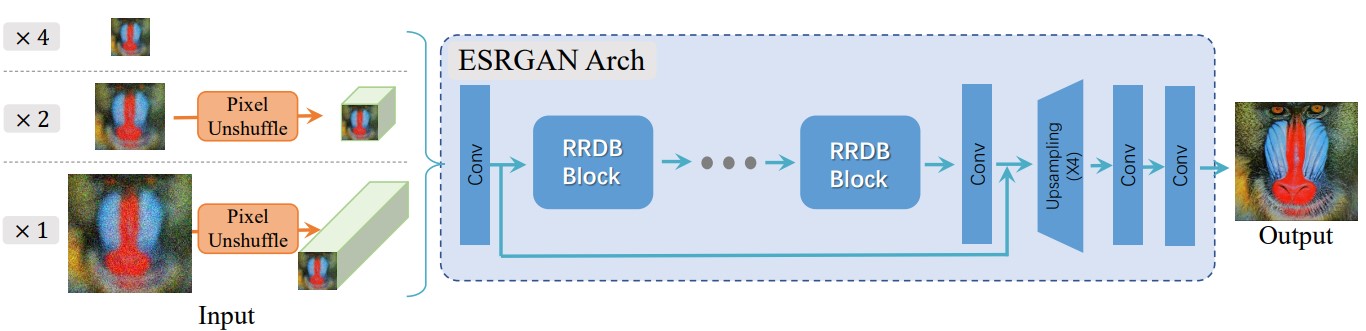 × 4
× 2
Pixel
Unshuffle
× 1
Pixel
Unshuffle
Input
ESRGAN Arch
Conv
RRDB
Block
RRDB
Block
Conv
Upsampling
(X4)
Conv
Conv
Output